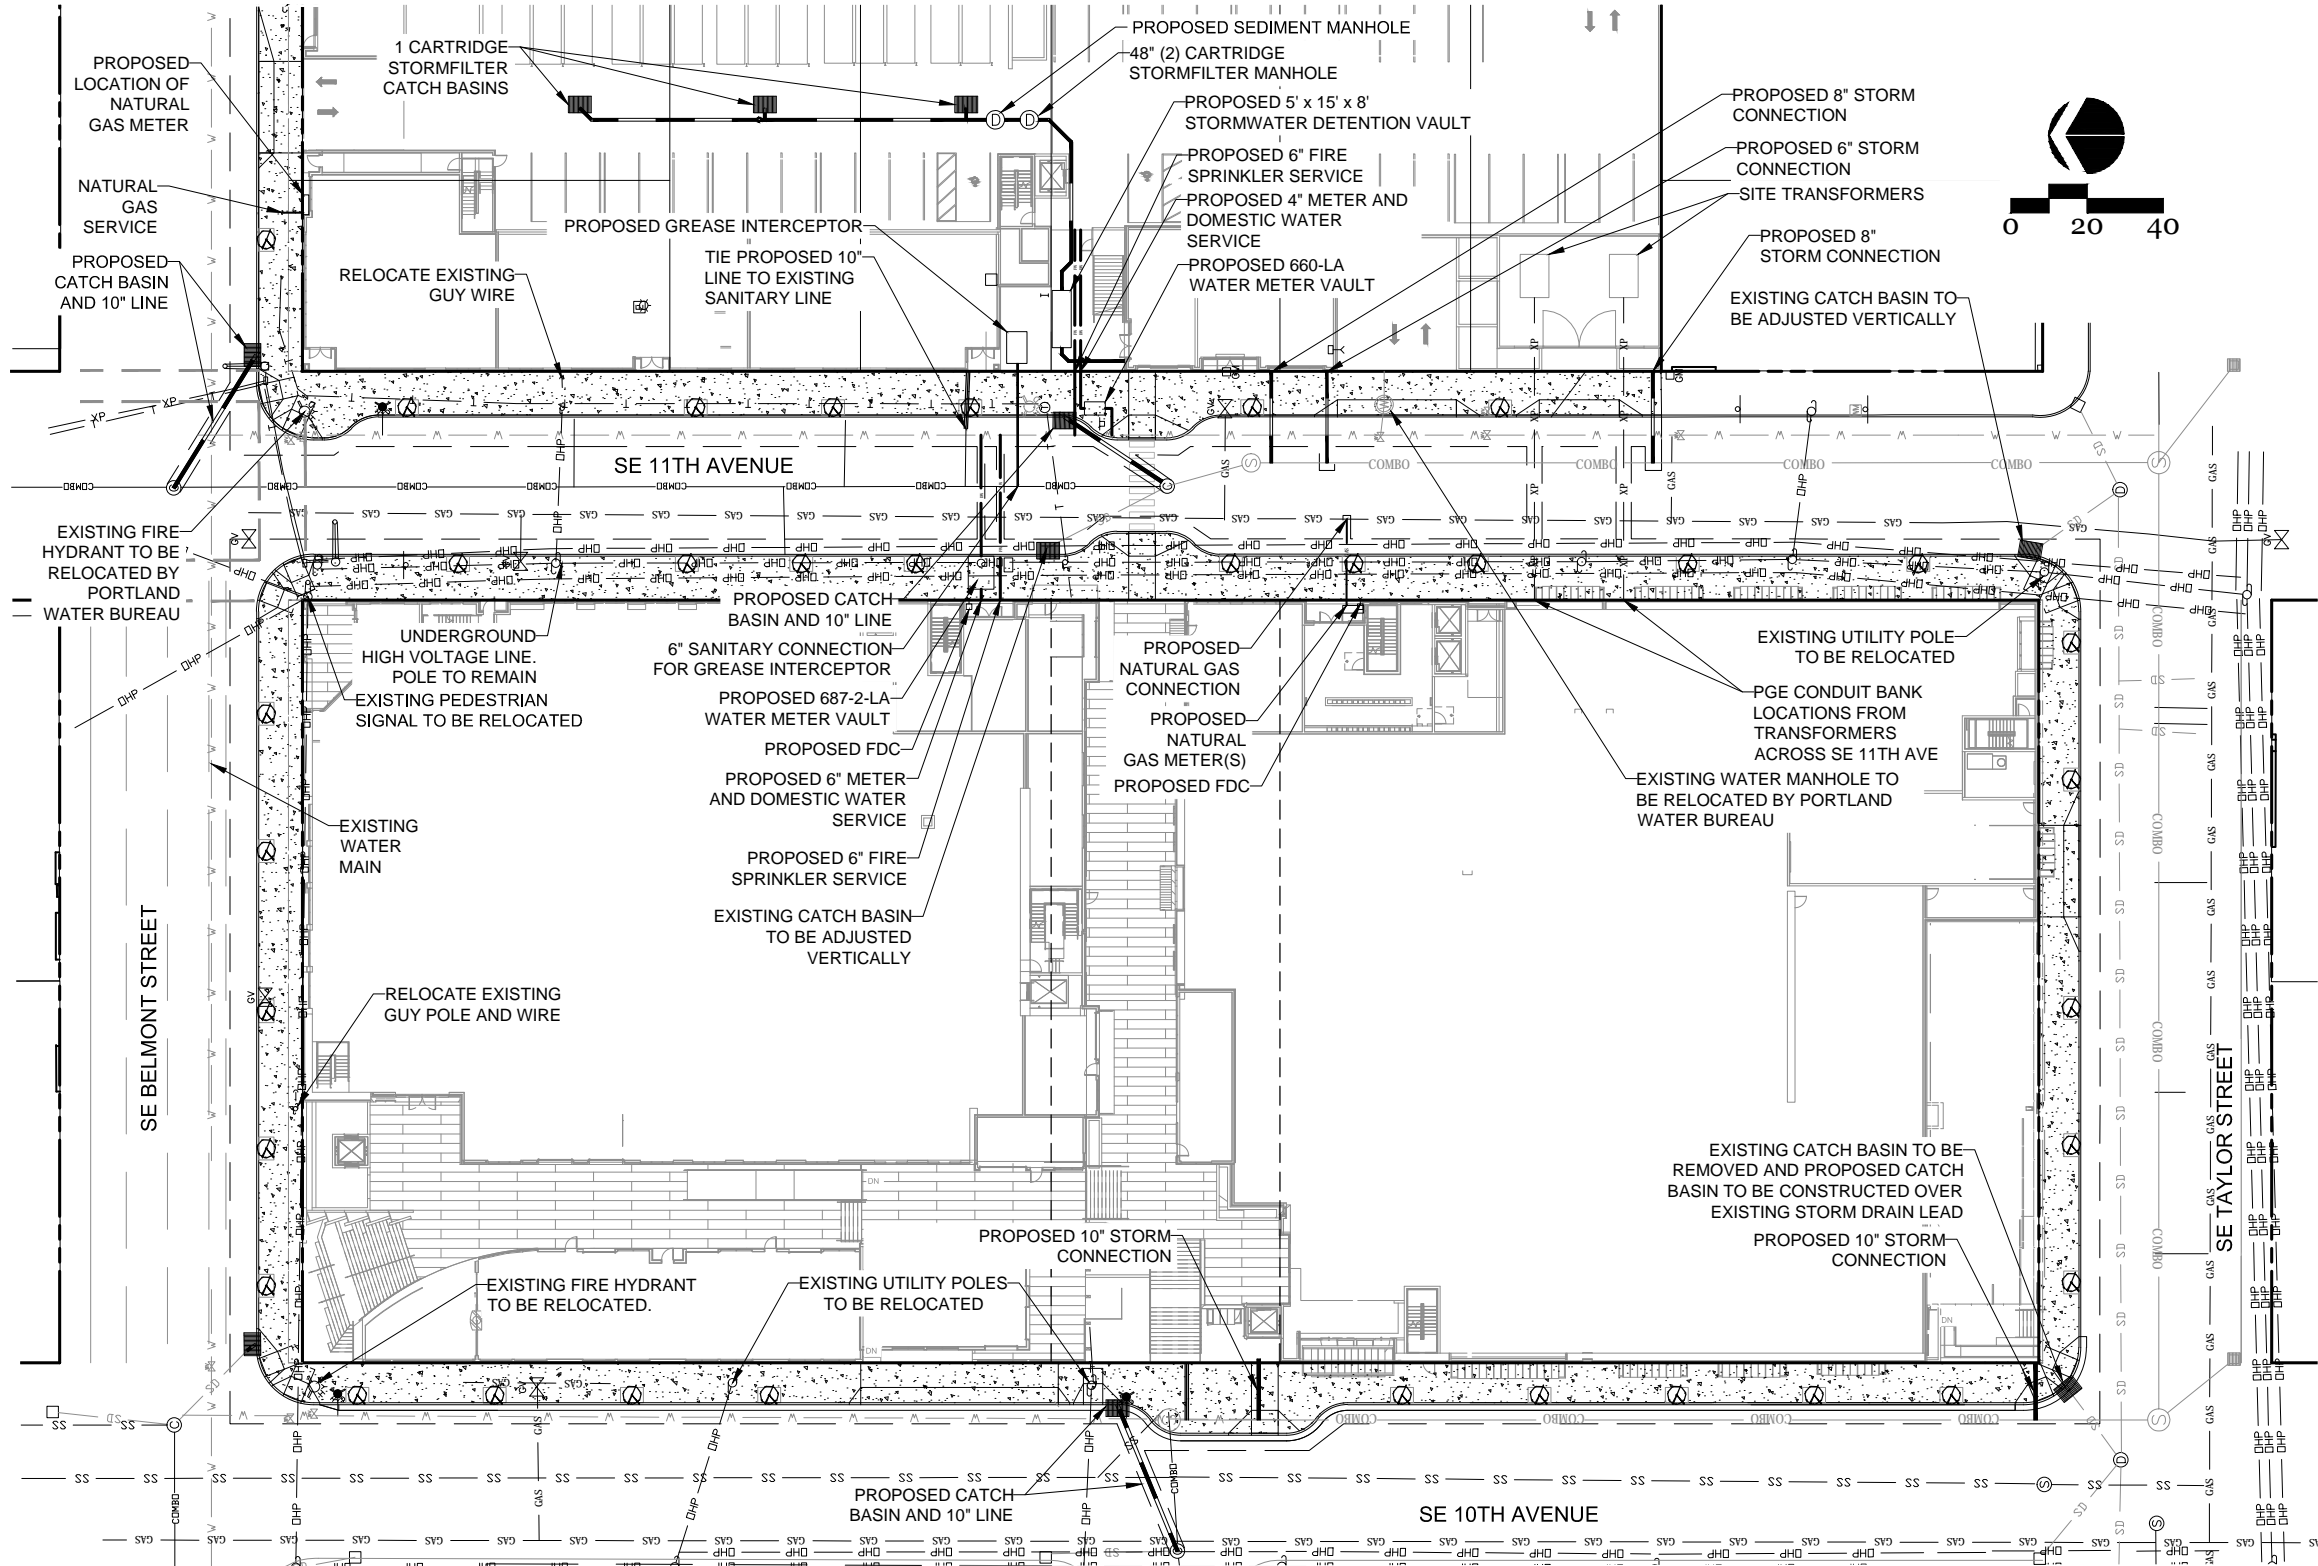 PROPOSED
LOCATION OF
NATURAL
GAS METER
1 CARTRIDGE
STORMFILTER
CATCH BASINS
PROPOSED SEDIMENT MANHOLE
48" (2) CARTRIDGE
STORMFILTER MANHOLE
PROPOSED 5' x 15' x 8'
STORMWATER DETENTION VAULT
PROPOSED 6" FIRE
SPRINKLER SERVICE
PROPOSED 4" METER AND
DOMESTIC WATER
SERVICE
PROPOSED 660-LA
WATER METER VAULT
PROPOSED 8" STORM
CONNECTION
PROPOSED 6" STORM
CONNECTION
SITE TRANSFORMERS
PROPOSED 8"
STORM CONNECTION
EXISTING CATCH BASIN TO
BE ADJUSTED VERTICALLY
0 20 40
NATURAL
GAS
SERVICE
PROPOSED
CATCH BASIN
AND 10" LINE
RELOCATE EXISTING
GUY WIRE
PROPOSED GREASE INTERCEPTOR
TIE PROPOSED 10"
LINE TO EXISTING
SANITARY LINE
SE 11TH AVENUE
EXISTING FIRE
HYDRANT TO BE
RELOCATED BY
PORTLAND
WATER BUREAU
UNDERGROUND
HIGH VOLTAGE LINE.
POLE TO REMAIN
EXISTING PEDESTRIAN
SIGNAL TO BE RELOCATED
PROPOSED CATCH
BASIN AND 10" LINE
6" SANITARY CONNECTION
FOR GREASE INTERCEPTOR
PROPOSED 687-2-LA
WATER METER VAULT
PROPOSED FDC
PROPOSED 6" METER
AND DOMESTIC WATER
SERVICE
PROPOSED 6" FIRE
SPRINKLER SERVICE
EXISTING CATCH BASIN
TO BE ADJUSTED
VERTICALLY
PROPOSED
NATURAL GAS
CONNECTION
PROPOSED
NATURAL
GAS METER(S)
PROPOSED FDC
EXISTING UTILITY POLE
TO BE RELOCATED
PGE CONDUIT BANK
LOCATIONS FROM
TRANSFORMERS
ACROSS SE 11TH AVE
EXISTING WATER MANHOLE TO
BE RELOCATED BY PORTLAND
WATER BUREAU
EXISTING
WATER
MAIN
SE BELMONT STREET
RELOCATE EXISTING
GUY POLE AND WIRE
SE TAYLOR STREET
EXISTING CATCH BASIN TO BE
REMOVED AND PROPOSED CATCH
BASIN TO BE CONSTRUCTED OVER
EXISTING STORM DRAIN LEAD
PROPOSED 10" STORM
CONNECTION
PROPOSED 10" STORM
CONNECTION
EXISTING FIRE HYDRANT
TO BE RELOCATED.
EXISTING UTILITY POLES
TO BE RELOCATED
PROPOSED CATCH
BASIN AND 10" LINE
SE 10TH AVENUE